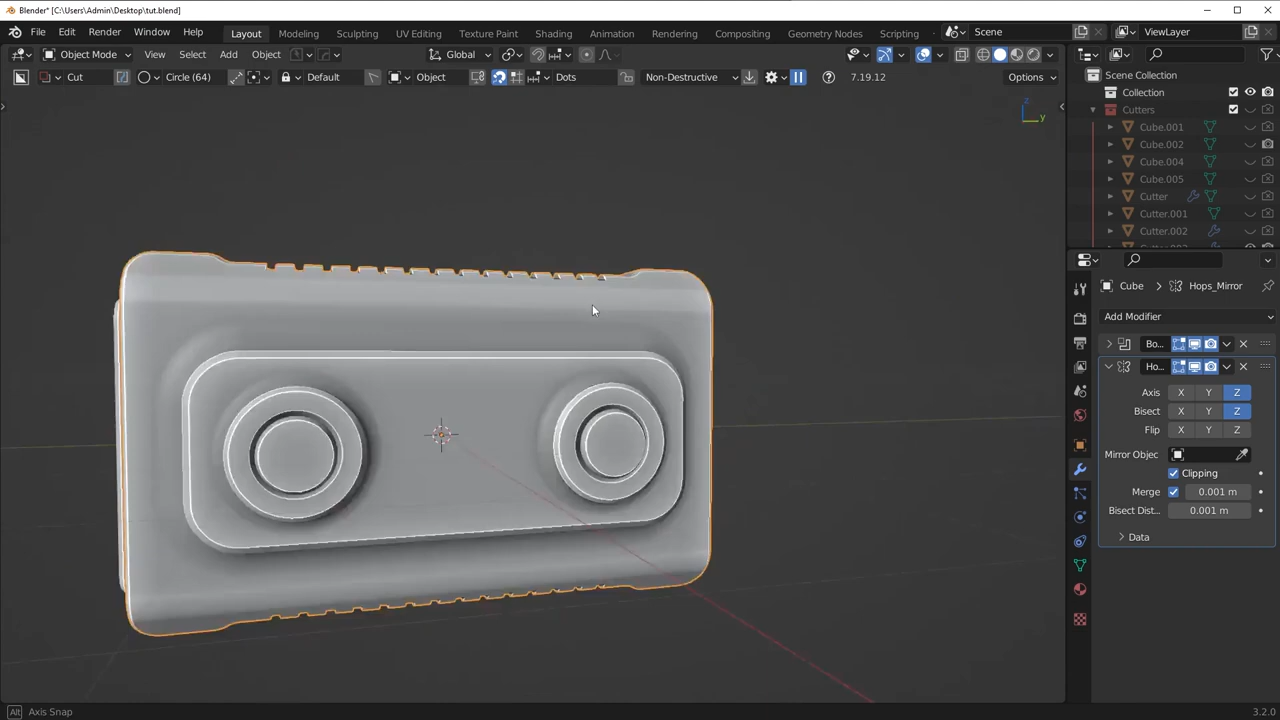 Blender* [C:\Users\Admin\Desktop\tut.blend]
File Edit Render Window Help Layout Modeling Sculpting UV Editing Texture Paint Shading Animation Rendering Compositing Geometry Nodes Scripting Scene ViewLayer
Object Mode View Select Add Object Global
Cut Circle (64) Default Object Dots Non-Destructive 7.19.12 Options
Scene Collection
Collection
Cutters
Cube.001
Cube.002
Cube.004
Cube.005
Cutter
Cutter.001
Cutter.002
z
y
Cube Hops_Mirror
Add Modifier
Bo...
Ho...
Axis X Y Z
Bisect X Y Z
Flip X Y Z
Mirror Objec
Clipping
Merge 0.001 m
Bisect Dist... 0.001 m
Data
Alt Axis Snap 3.2.0